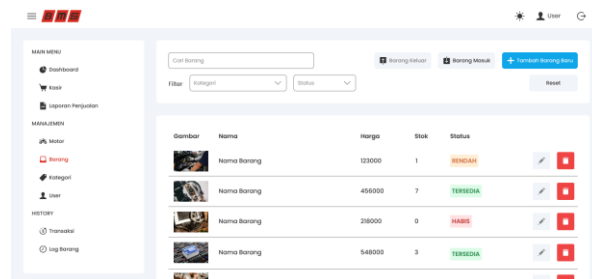 BMS
User
MAIN MENU
Dashboard
Kasir
Laporan Penjualan
MANAJEMEN
Motor
Barang
Kategori
User
HISTORY
Transaksi
Log Barang
Cari Barang
Barang Keluar
Barang Masuk
Tambah Barang Baru
Filter
Kategori
Status
Reset
Gambar Nama Harga Stok Status
Nama Barang 123000 1 RENDAH
Nama Barang 456000 7 TERSEDIA
Nama Barang 218000 0 HABIS
Nama Barang 548000 3 TERSEDIA